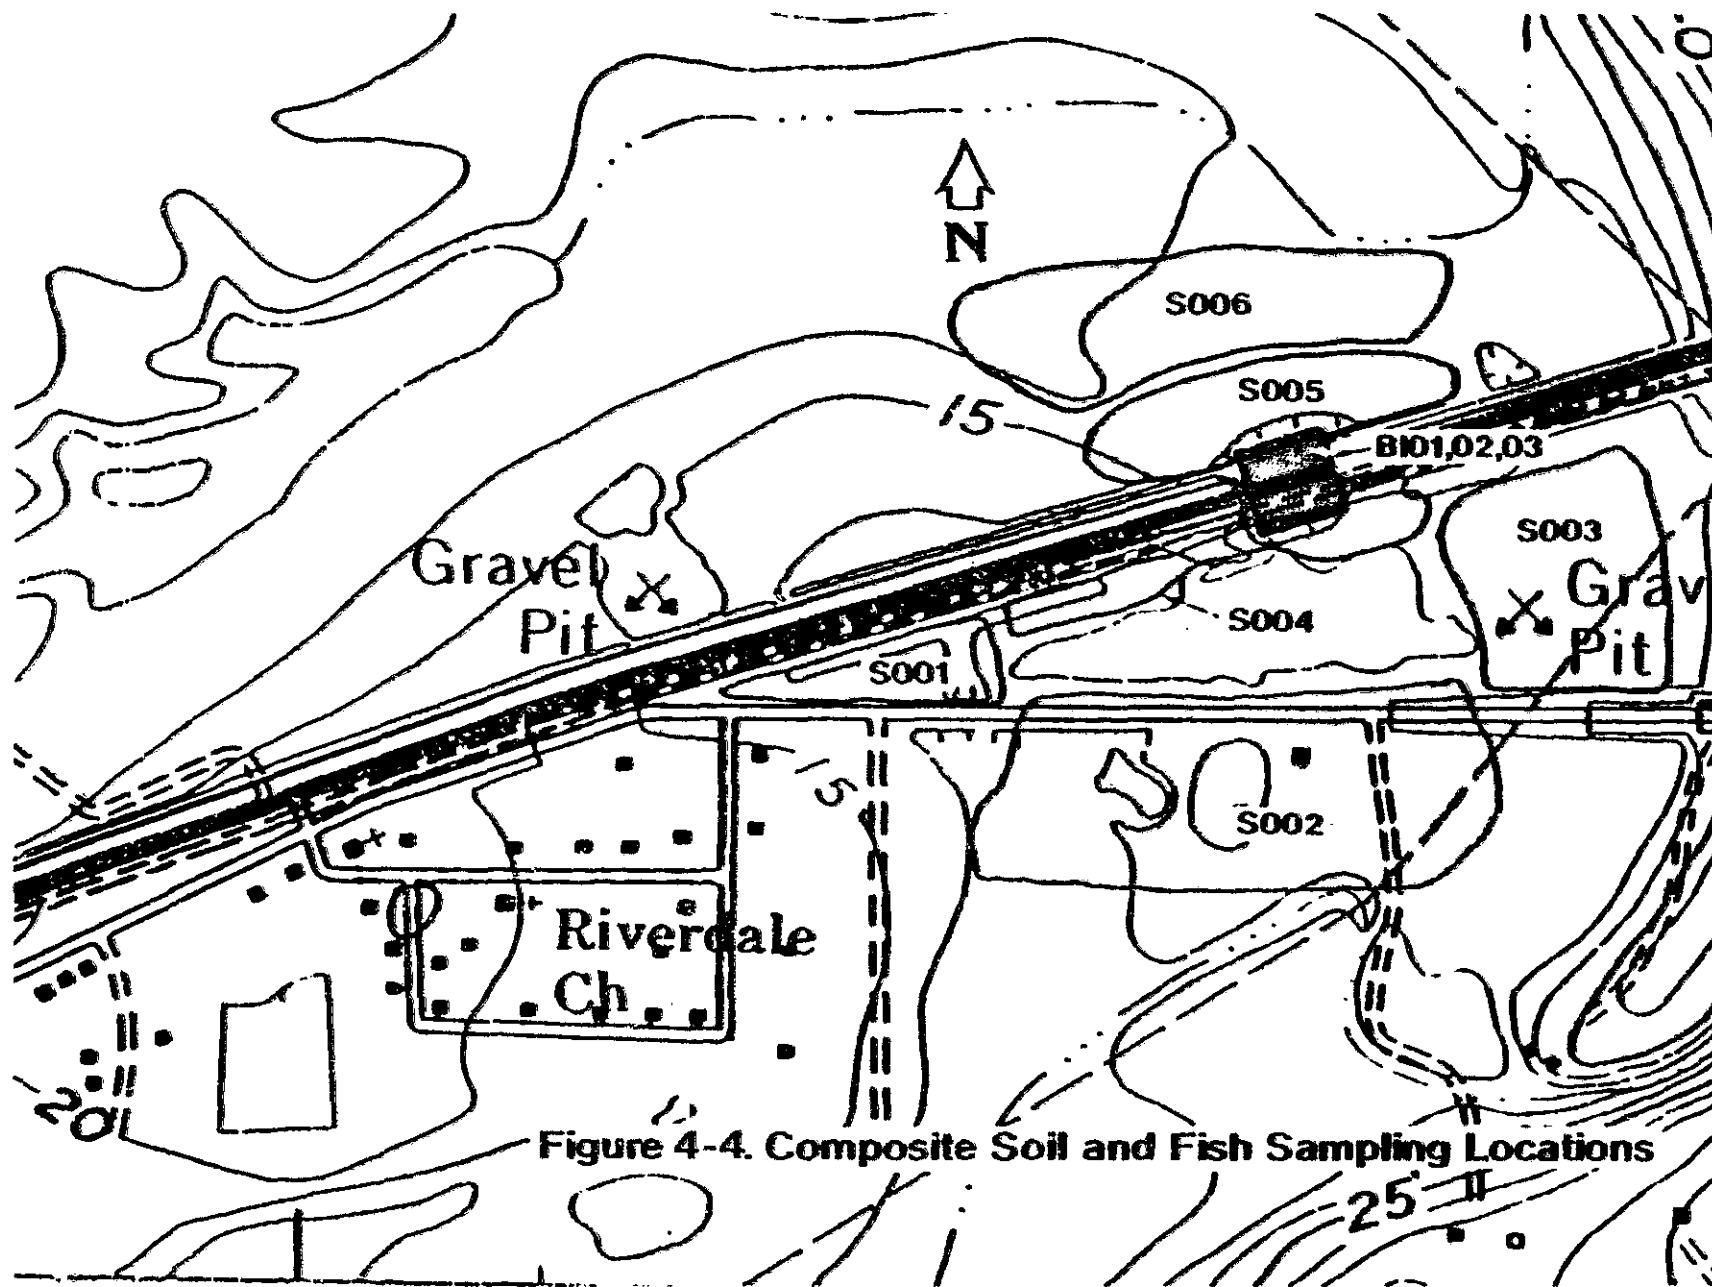 N
S006
S005
15
BI01,02,03
S003
Gravel
Pit
Grav
Pit
S004
S001
15
S002
Riverdale
Ch
20
Figure 4-4. Composite Soil and Fish Sampling Locations
25